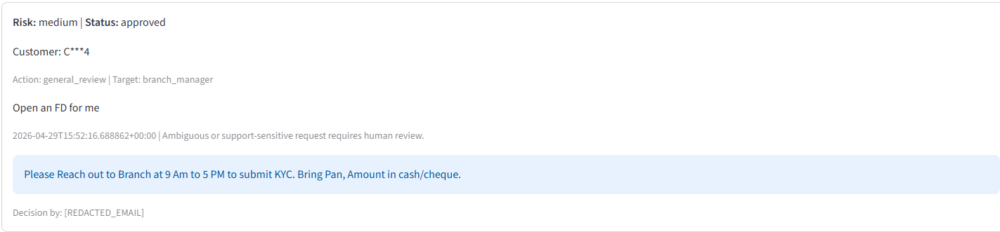 Risk: medium | Status: approved
Customer: C***4
Action: general_review | Target: branch_manager
Open an FD for me
2026-04-29T15:52:16.688862+00:00 | Ambiguous or support-sensitive request requires human review.
Please Reach out to Branch at 9 Am to 5 PM to submit KYC. Bring Pan, Amount in cash/cheque.
Decision by: [REDACTED_EMAIL]